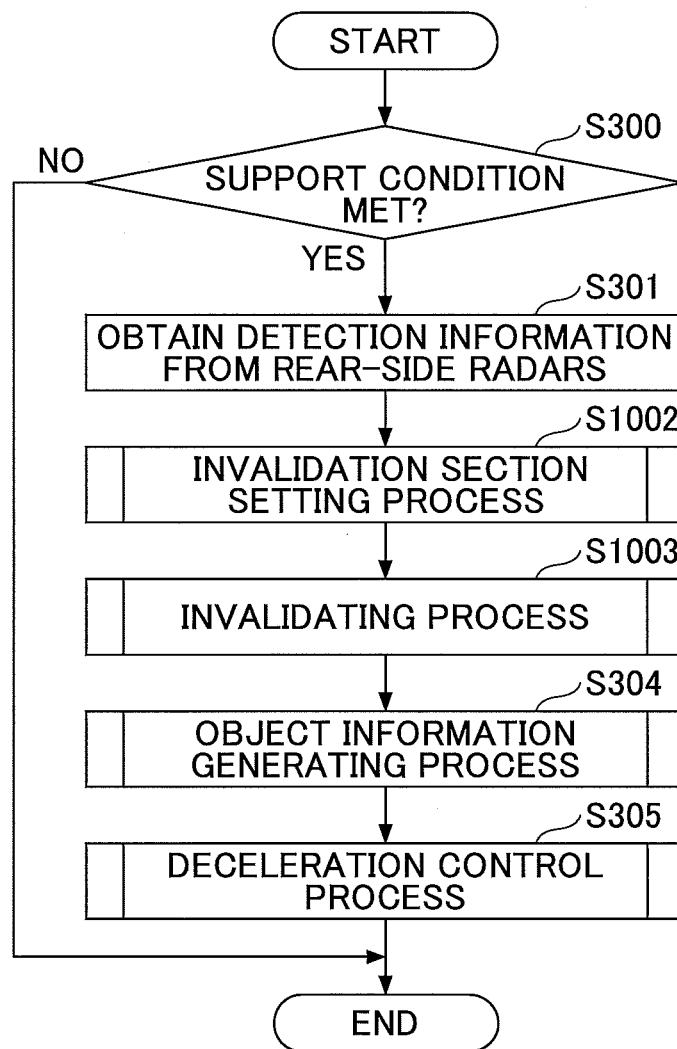 START
S300
NO
SUPPORT CONDITION
MET?
YES
S301
OBTAIN DETECTION INFORMATION
FROM REAR-SIDE RADARS
S1002
INVALIDATION SECTION
SETTING PROCESS
S1003
INVALIDATING PROCESS
S304
OBJECT INFORMATION
GENERATING PROCESS
S305
DECELERATION CONTROL
PROCESS
END